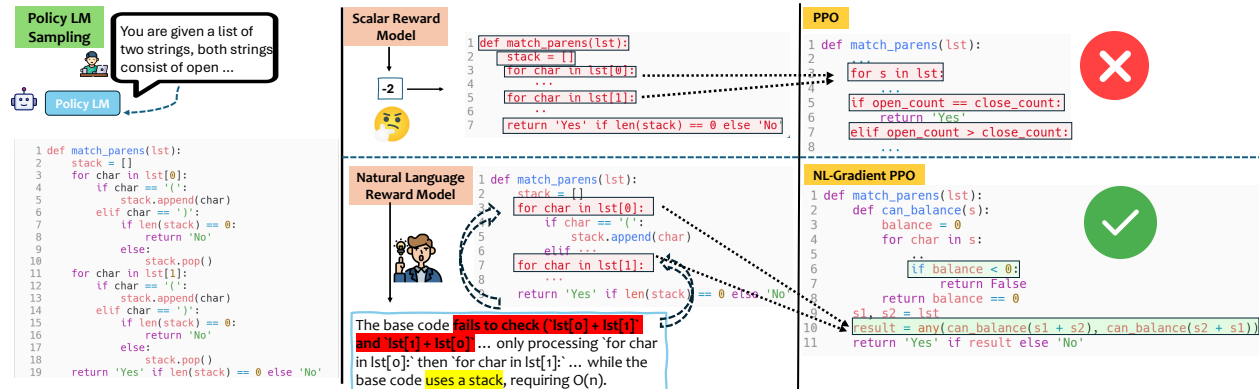 Policy LM
Sampling
You are given a list of
two strings, both strings
consist of open ...
Policy LM
1 def match_parens(lst):
2 stack = []
3 for char in lst[0]:
4 if char == '(':
5 stack.append(char)
6 elif char == ')':
7 if len(stack) == 0:
8 return 'No'
9 else:
10 stack.pop()
11 for char in lst[1]:
12 if char == '(':
13 stack.append(char)
14 elif char == ')':
15 if len(stack) == 0:
16 return 'No'
17 else:
18 stack.pop()
19 return 'Yes' if len(stack) == 0 else 'No'
Scalar Reward
Model
-2
1 def match_parens(lst):
2 stack = []
3 for char in lst[0]:
4 ...
5 for char in lst[1]:
6 ..
7 return 'Yes' if len(stack) == 0 else 'No'
PPO
1 def match_parens(lst):
2 ...
3 for s in lst:
4 ...
5 if open_count == close_count:
6 return 'Yes'
7 elif open_count > close_count:
8 ...
Natural Language
Reward Model
1 def match_parens(lst):
2 stack = []
3 for char in lst[0]:
4 if char == '(':
5 stack.append(char)
6 elif ...
7 for char in lst[1]:
8 ...
return 'Yes' if len(stack) == 0 else 'No'
The base code fails to check (`lst[0] + lst[1]`
and `lst[1] + lst[0]` ... only processing `for char
in lst[0]:` then `for char in lst[1]:` ... while the
base code uses a stack, requiring O(n).
NL-Gradient PPO
1 def match_parens(lst):
2 def can_balance(s):
3 balance = 0
4 for char in s:
5 ..
6 if balance < 0:
7 return False
8 return balance == 0
9 s1, s2 = lst
10 result = any(can_balance(s1 + s2), can_balance(s2 + s1))
11 return 'Yes' if result else 'No'